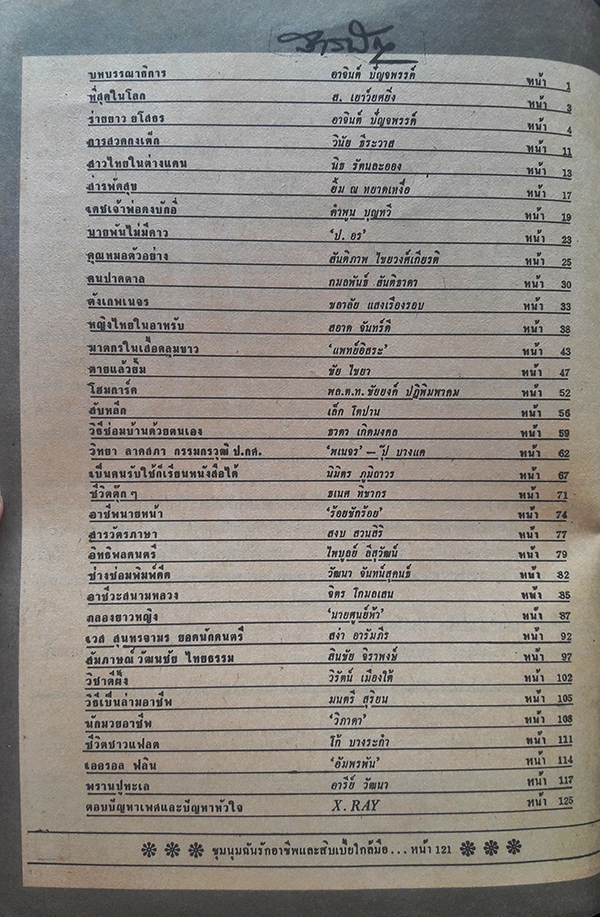 สารบัญ
บทบรรณาธิการ อาจินต์ ปัญจพรรค์ หน้า 1
ที่สุดในโลก ส. เยาว์ยศยิ่ง หน้า 3
ร่ายยาว ยโสธร อาจินต์ ปัญจพรรค์ หน้า 4
การสวดกงเต็ก วินัย ธีระวาส หน้า 11
สาวไทยในต่างแดน นิธ รัตนละออง หน้า 13
สารพัดสุข ยิ้ม ณ หยาดเหงื่อ หน้า 17
เดชเจ้าพ่อดงบักอี่ คำพูน บุญทวี หน้า 19
นายพันไม่มีดาว 'ป. อร' หน้า 23
คุณหมอตัวอย่าง สันติภาพ ไชยวงศ์เกียรติ หน้า 25
คนปาดตาล กมลพันธ์ สันติธาดา หน้า 30
ดังเกพเนจร ชลาลัย แสงเรืองรอบ หน้า 33
หญิงไทยในอาหรับ สอาด จันทร์ดี หน้า 38
ฆาตกรในเสื้อคลุมขาว 'แพทย์อิสระ' หน้า 43
ตายแล้วยิ้ม ชัย ไชยา หน้า 47
โฮมการ์ด พล.ต.ท. ชัยยงค์ ปฏิพิมพาคม หน้า 52
ลับหลีก เล็ก โตปาน หน้า 56
วิธีซ่อมบ้านด้วยตนเอง ธาดา เกิดมงคล หน้า 59
วิทยา ลาดสภา กรรมกรวุฒิ ป.กศ. 'พเนจร' — ปุ๊ บางแค หน้า 62
เป็นคนรับใช้ก็เรียนหนังสือได้ นิมิตร ภูมิถาวร หน้า 67
ชีวิตตุ๊ก ๆ ธเนศ ทิฆากร หน้า 71
อาชีพนายหน้า 'ร้อยชักร้อย' หน้า 74
สารวัตรภาษา สงบ สวนสิริ หน้า 77
อิทธิพลดนตรี ไพบูลย์ ลีสุวัฒน์ หน้า 79
ช่างซ่อมพิมพ์ดีด วัฒนา จันทน์สุคนธ์ หน้า 82
อาชีวะสนามหลวง จิตร โกมลเสน หน้า 85
กลองยาวหญิง 'นายศูนย์ห้า' หน้า 87
เวส สุนทรจามร ยอดนักดนตรี สง่า อารัมภีร หน้า 92
สัมภาษณ์ วัฒนชัย ไทยธรรม สินชัย จิราพงษ์ หน้า 97
วิชาตีผึ้ง วิรัตน์ เมืองใต้ หน้า 102
วิธีเป็นล่ามอาชีพ มนตรี สุริยน หน้า 105
นักมวยอาชีพ 'วิภาดา' หน้า 108
ชีวิตชาวแฟลต โก้ บางระกำ หน้า 111
เออรอล ฟลิน 'อัมพรพัน' หน้า 114
พรานปูทะเล อารีย์ วัฒนา หน้า 117
ตอบปัญหาเพศและปัญหาหัวใจ X. RAY หน้า 125
ชุมนุมฉันรักอาชีพและสิบเบี้ยใกล้มือ . . . หน้า 121